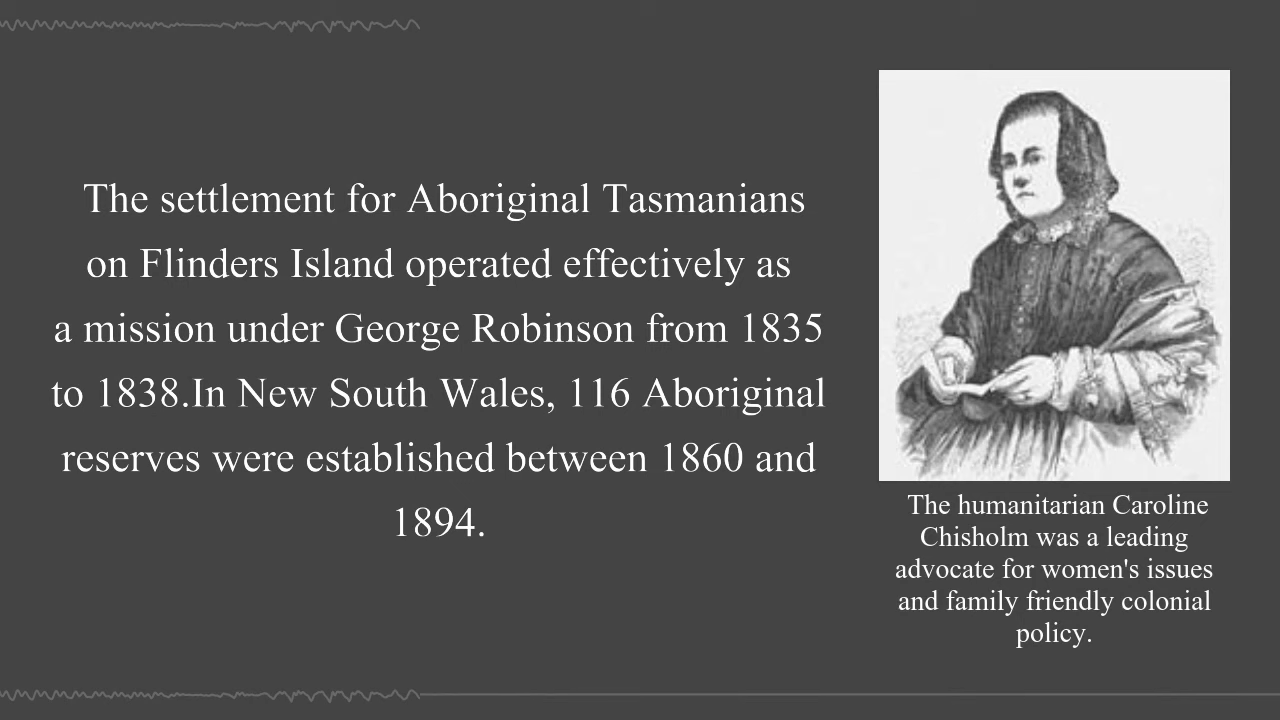 The settlement for Aboriginal Tasmanians
on Flinders Island operated effectively as
a mission under George Robinson from 1835
to 1838.In New South Wales, 116 Aboriginal
reserves were established between 1860 and
1894.
The humanitarian Caroline
Chisholm was a leading
advocate for women's issues
and family friendly colonial
policy.